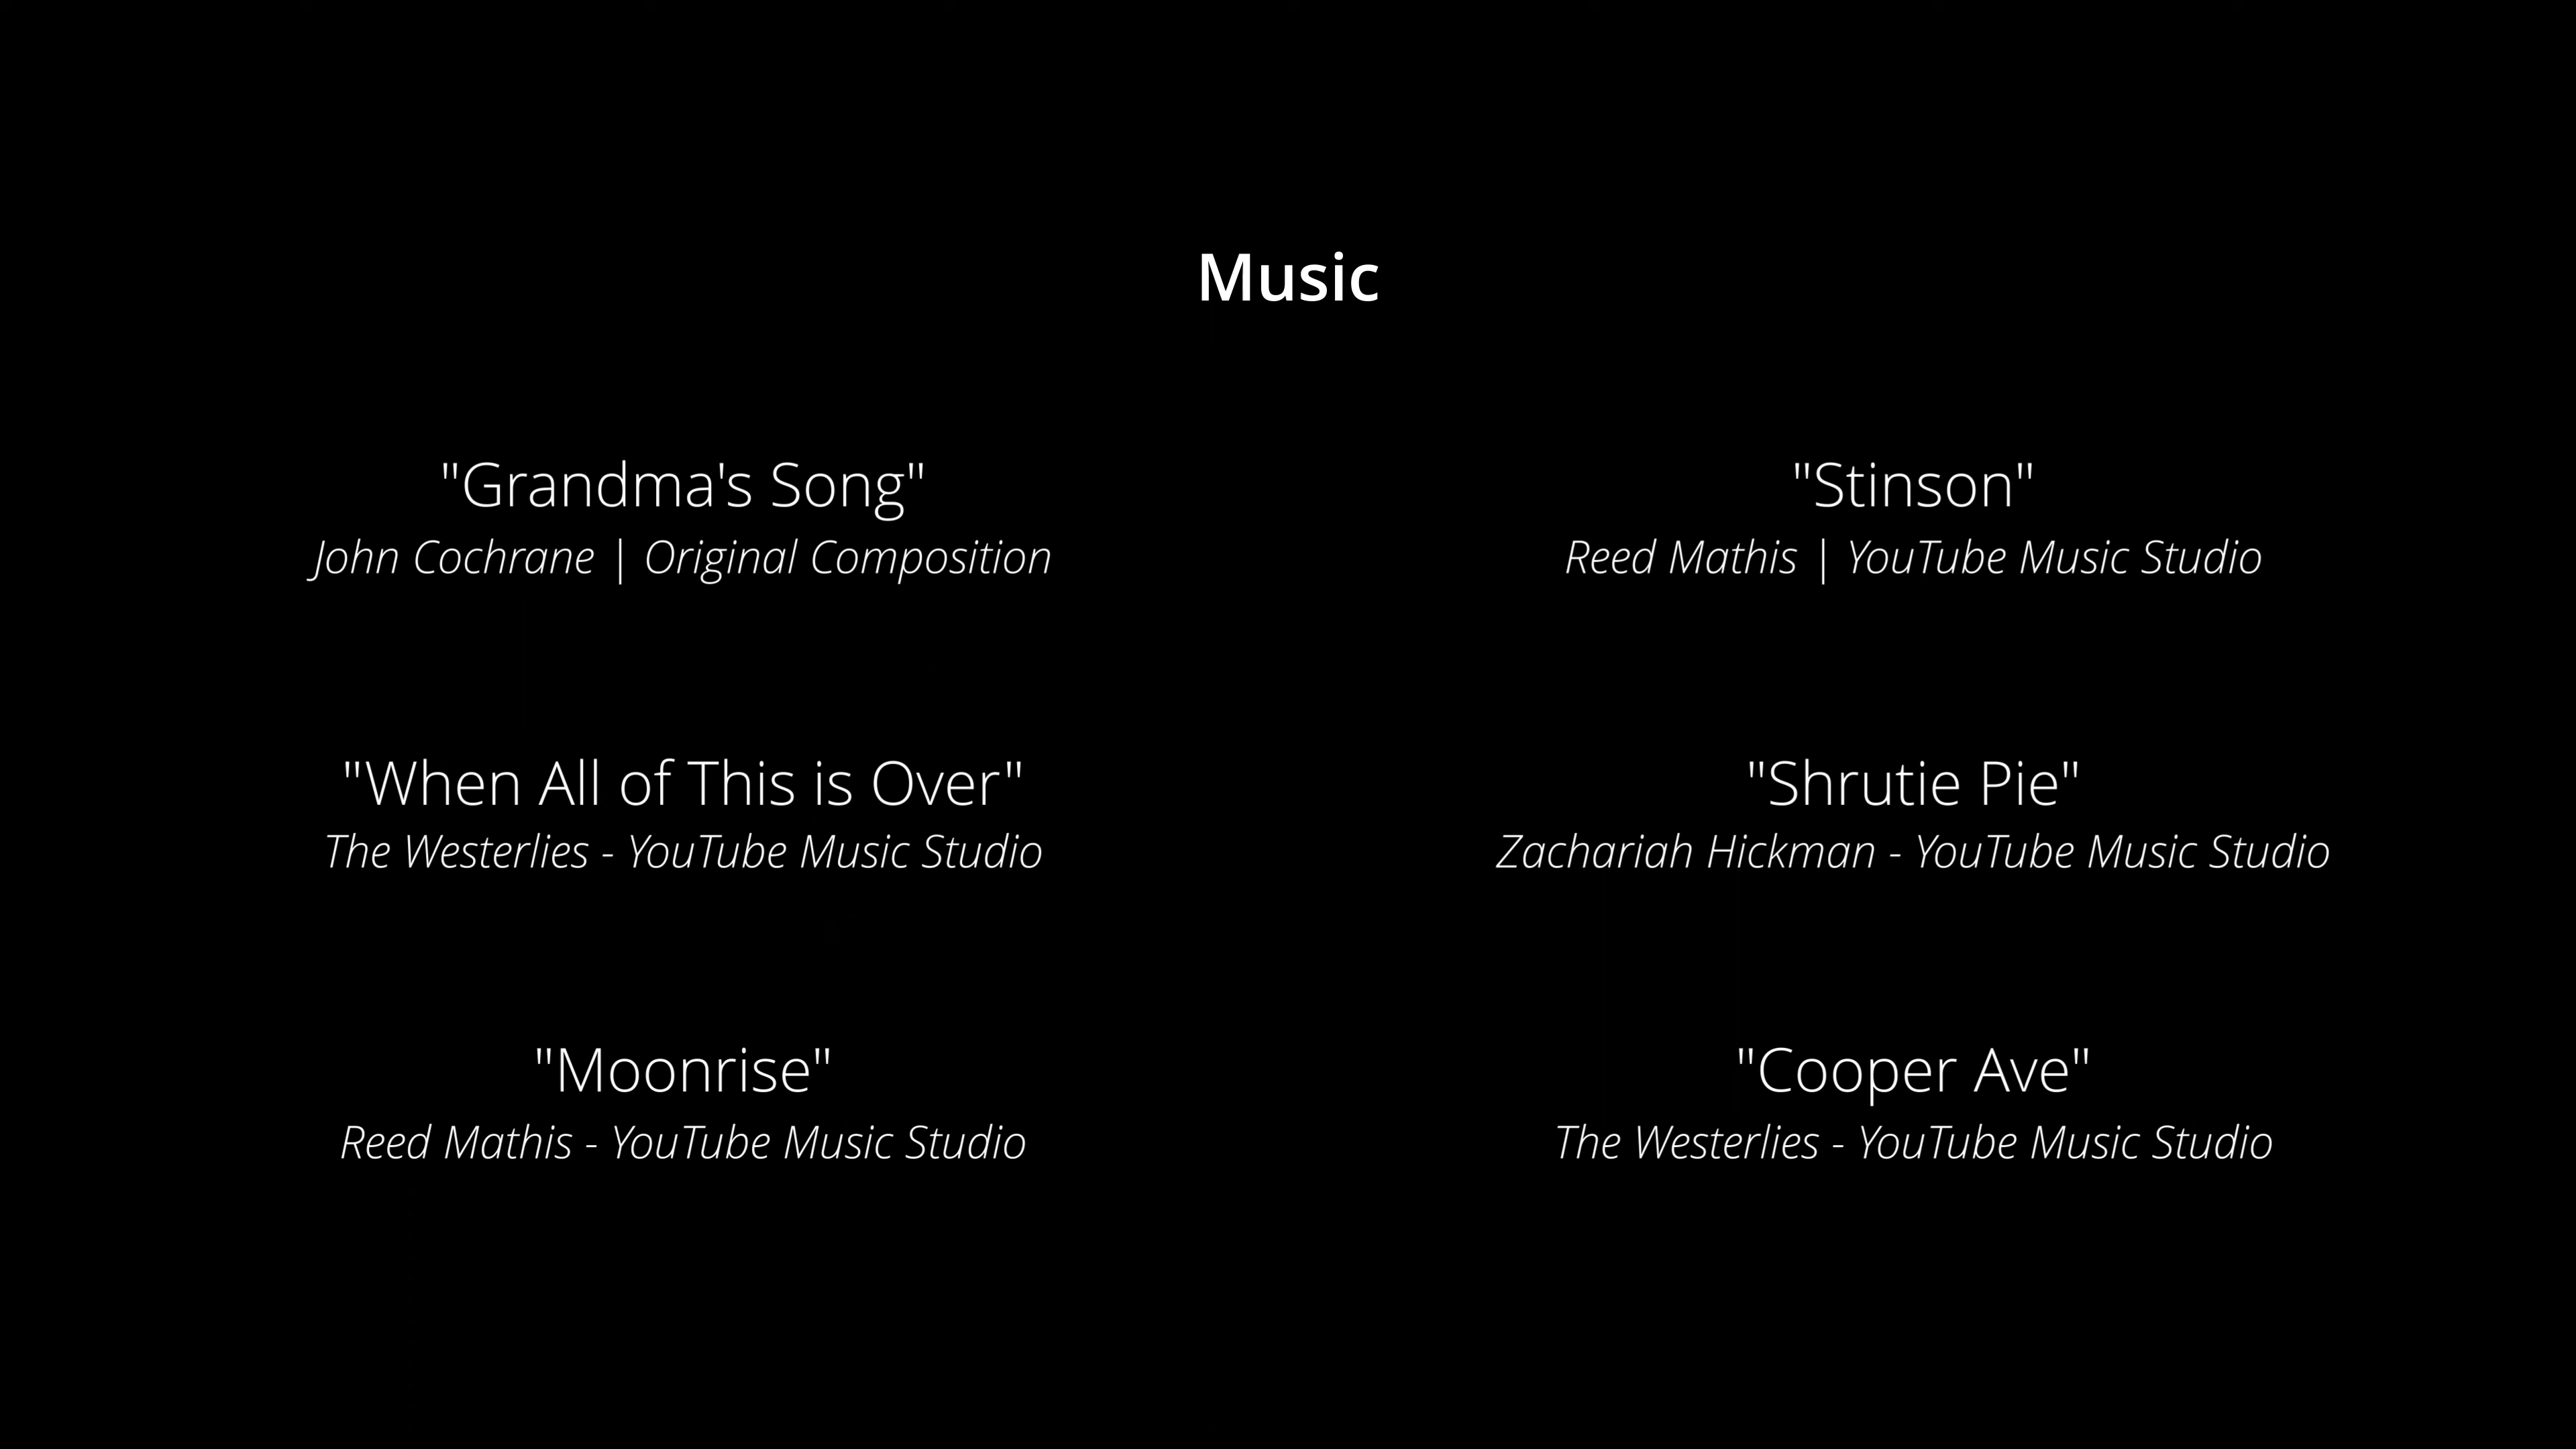 Music
"Grandma's Song"
John Cochrane | Original Composition
"Stinson"
Reed Mathis | YouTube Music Studio
"When All of This is Over"
The Westerlies - YouTube Music Studio
"Shrutie Pie"
Zachariah Hickman - YouTube Music Studio
"Moonrise"
Reed Mathis - YouTube Music Studio
"Cooper Ave"
The Westerlies - YouTube Music Studio